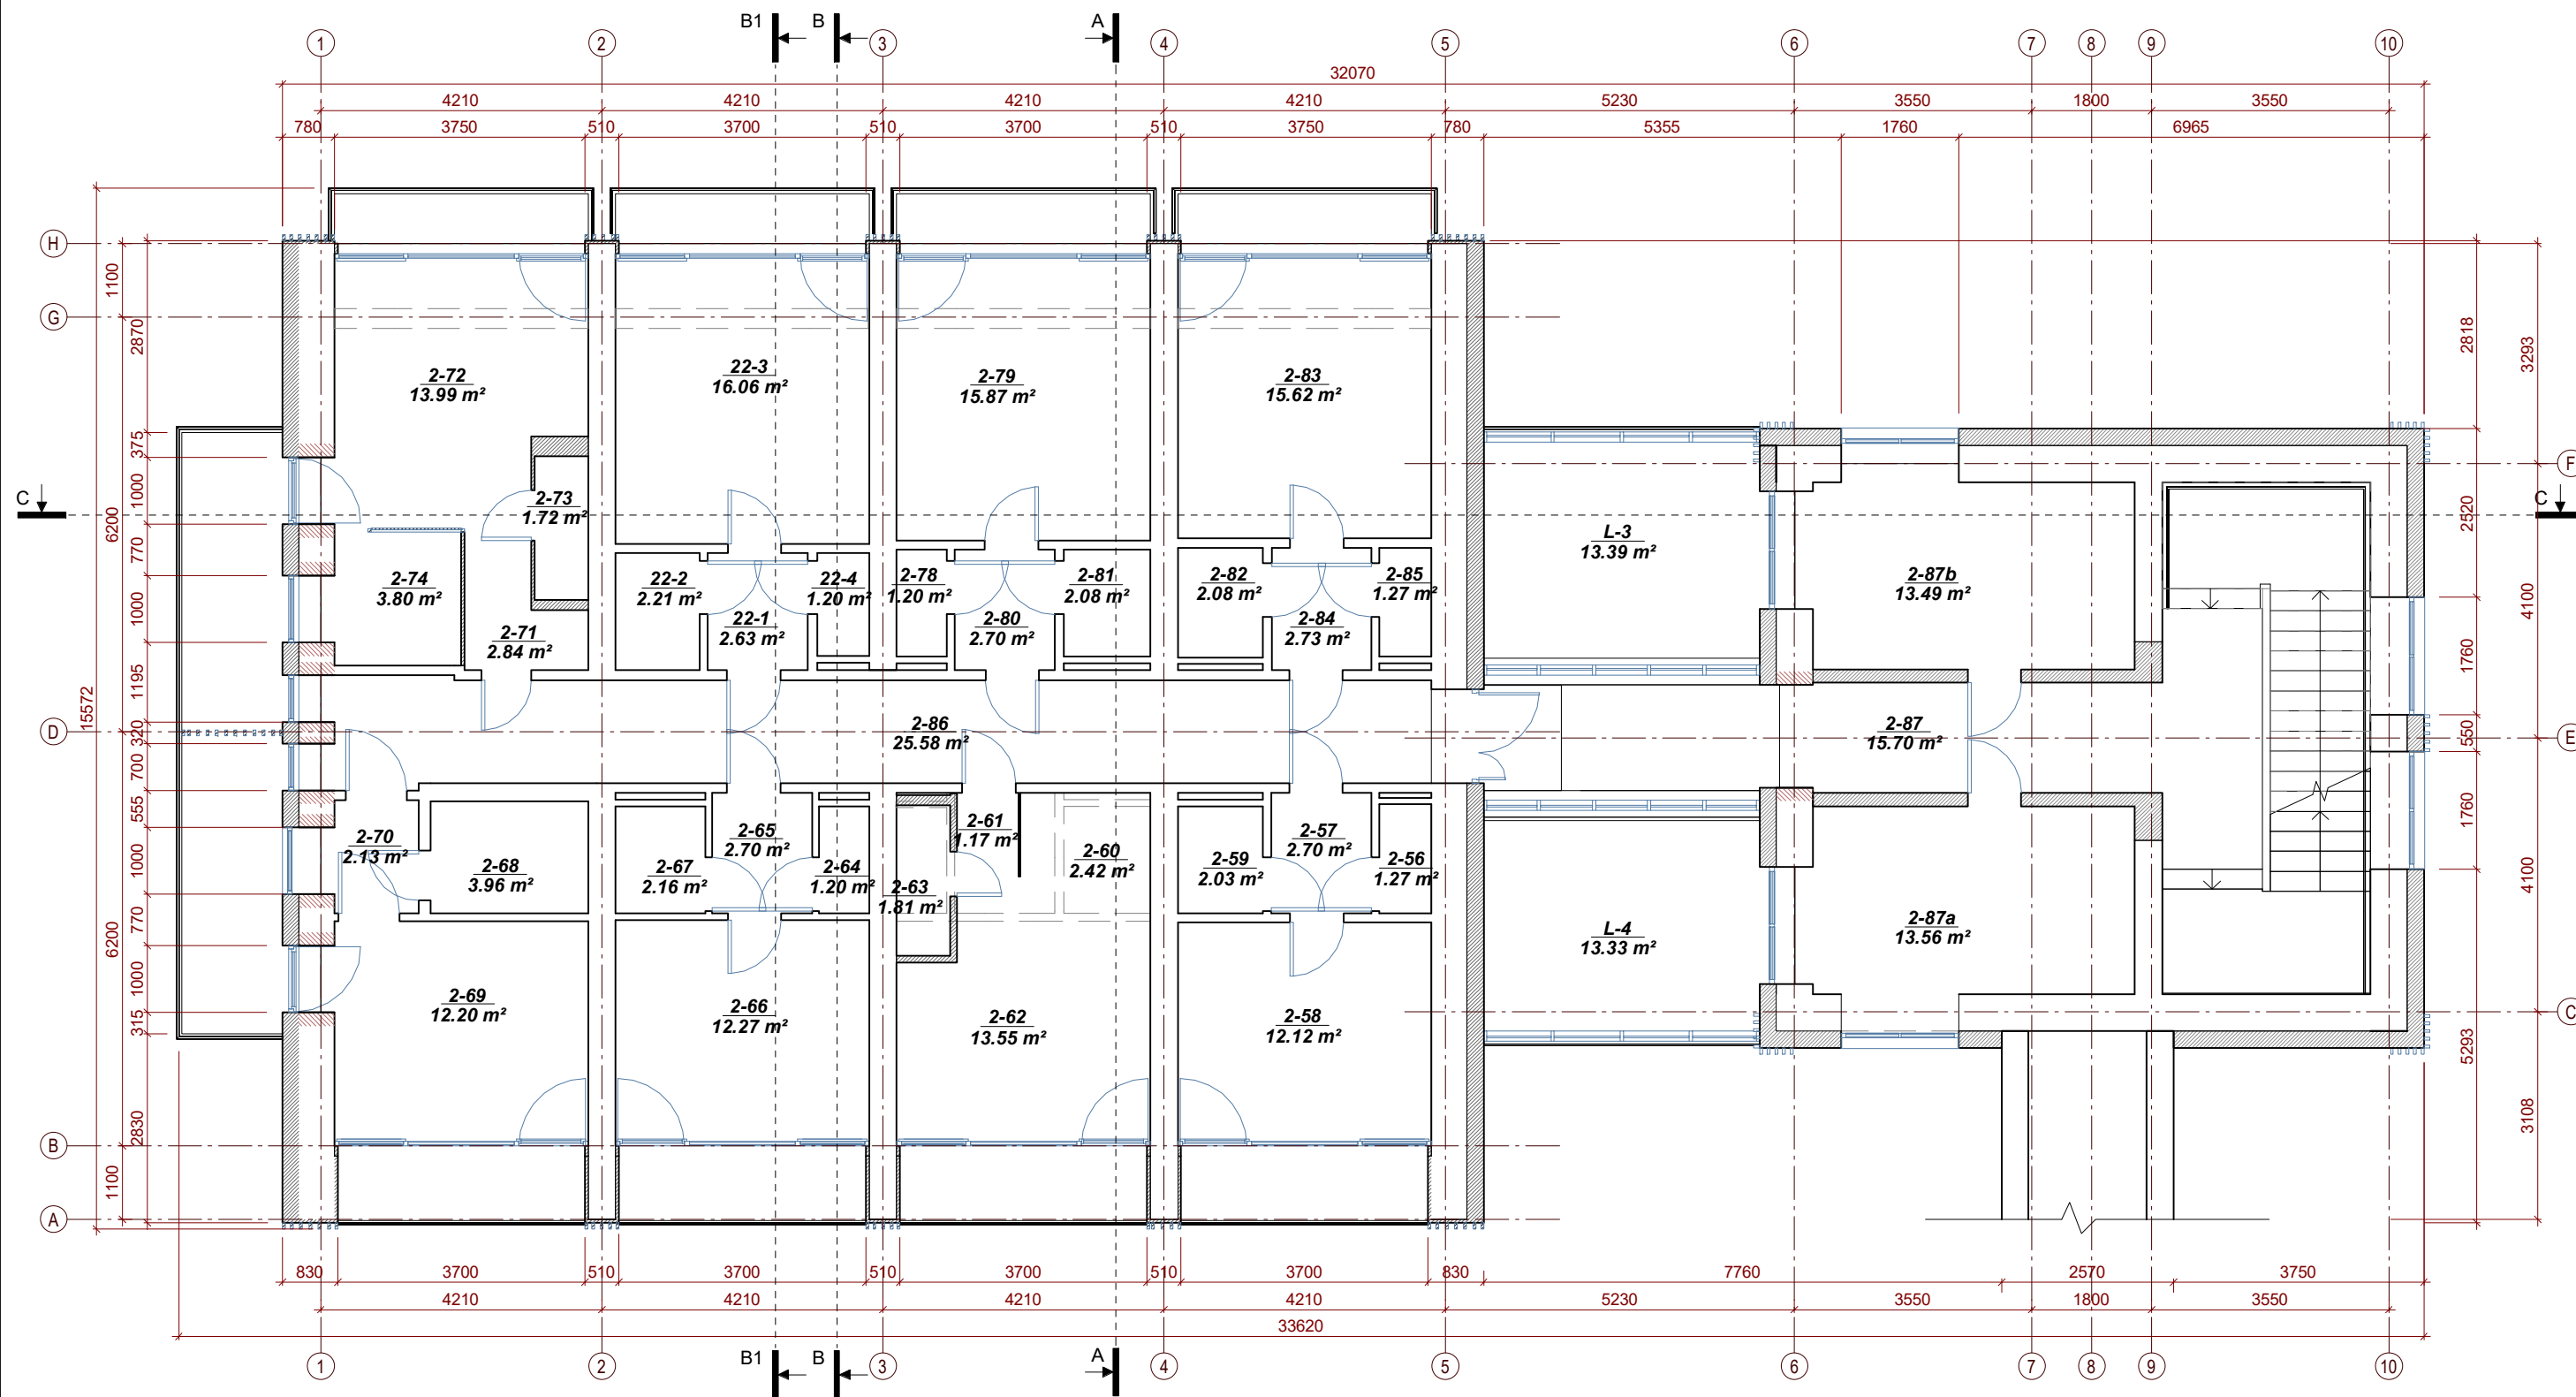 B1 B A
1 2 3 4 5 6 7 8 9 10
32070
4210 4210 4210 4210 5230 3550 1800 3550
780 3750 510 3700 510 3700 510 3750 780 5355 1760 6965
H
G
D
B
A
F
E
C
C
C
15572
1100
6200
6200
1100
2870
375
1000
770
1000
1195
320
700
555
1000
770
1000
315
2830
2818
2520
1760
550
1760
5293
3293
4100
4100
3108
2-72
13.99 m²
22-3
16.06 m²
2-79
15.87 m²
2-83
15.62 m²
2-73
1.72 m²
L-3
13.39 m²
2-74
3.80 m²
22-2
2.21 m²
22-4
1.20 m²
2-78
1.20 m²
2-81
2.08 m²
2-82
2.08 m²
2-85
1.27 m²
2-87b
13.49 m²
2-71
2.84 m²
22-1
2.63 m²
2-80
2.70 m²
2-84
2.73 m²
2-86
25.58 m²
2-87
15.70 m²
2-70
2.13 m²
2-68
3.96 m²
2-67
2.16 m²
2-65
2.70 m²
2-64
1.20 m²
2-63
1.81 m²
2-61
1.17 m²
2-60
2.42 m²
2-59
2.03 m²
2-57
2.70 m²
2-56
1.27 m²
2-69
12.20 m²
2-66
12.27 m²
2-62
13.55 m²
2-58
12.12 m²
L-4
13.33 m²
2-87a
13.56 m²
830 3700 510 3700 510 3700 510 3700 830 7760 2570 3750
4210 4210 4210 4210 5230 3550 1800 3550
33620
B1 B A
1 2 3 4 5 6 7 8 9 10